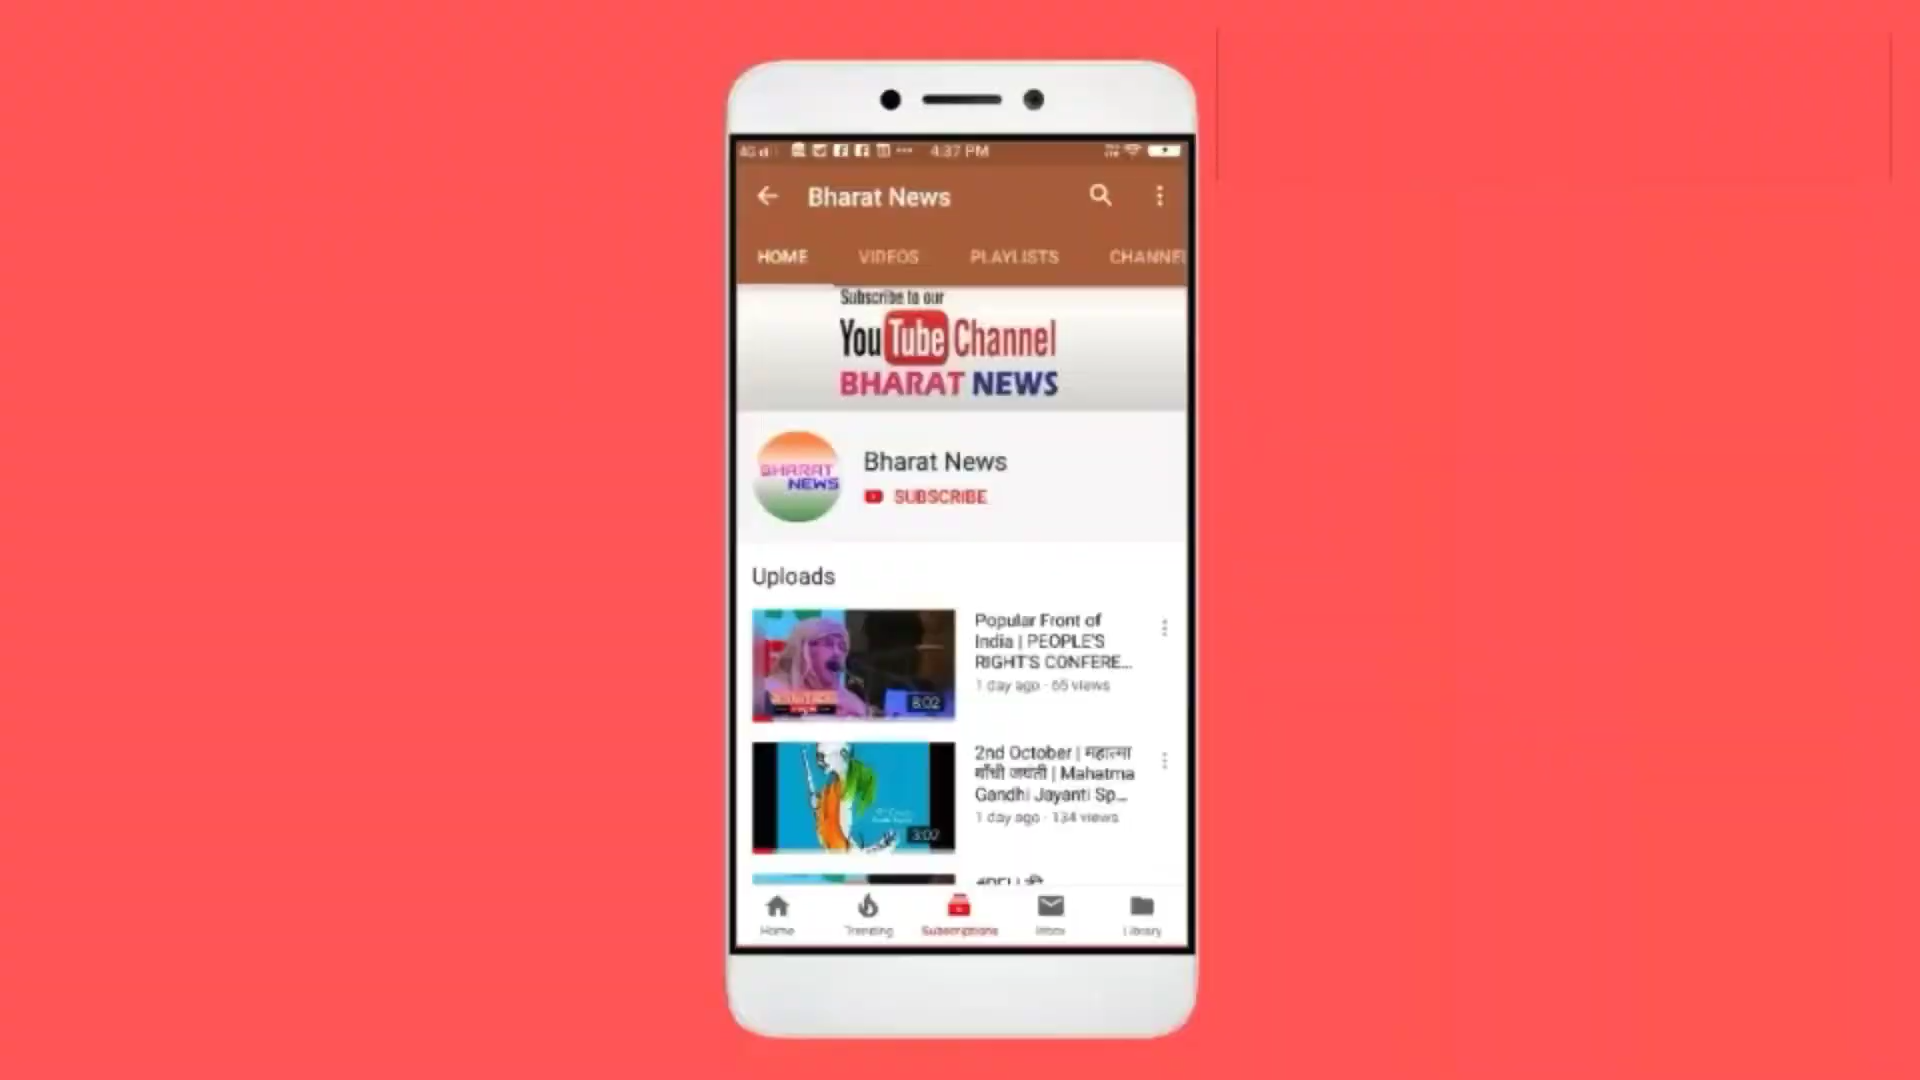 4G
4:37 PM
Bharat News
HOME VIDEOS PLAYLISTS CHANNEL
Subscribe to our
YouTube Channel
BHARAT NEWS
BHARAT
NEWS
Bharat News
SUBSCRIBE
Uploads
Popular Front of
India | PEOPLE'S
RIGHT'S CONFERE...
1 day ago · 65 views
8:02
2nd October | महात्मा
गाँधी जयंती | Mahatma
Gandhi Jayanti Sp...
1 day ago · 134 views
3:02
Home Trending Subscriptions Inbox Library